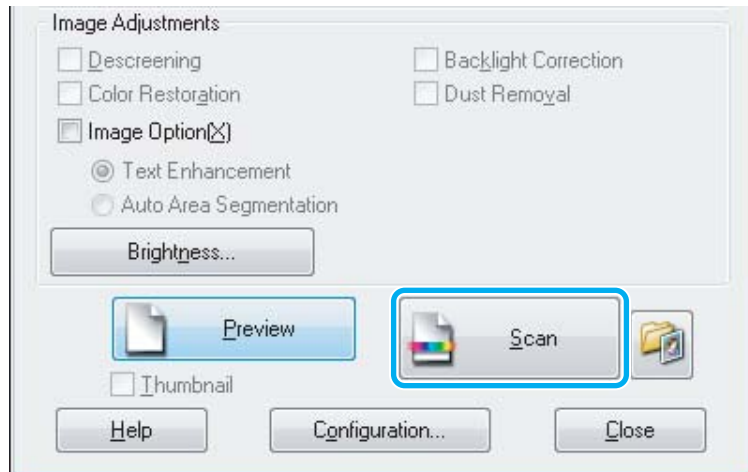 Image Adjustments
Descreening
Backlight Correction
Color Restoration
Dust Removal
Image Option(X)
Text Enhancement
Auto Area Segmentation
Brightness...
Preview
Scan
Thumbnail
Help
Configuration...
Close